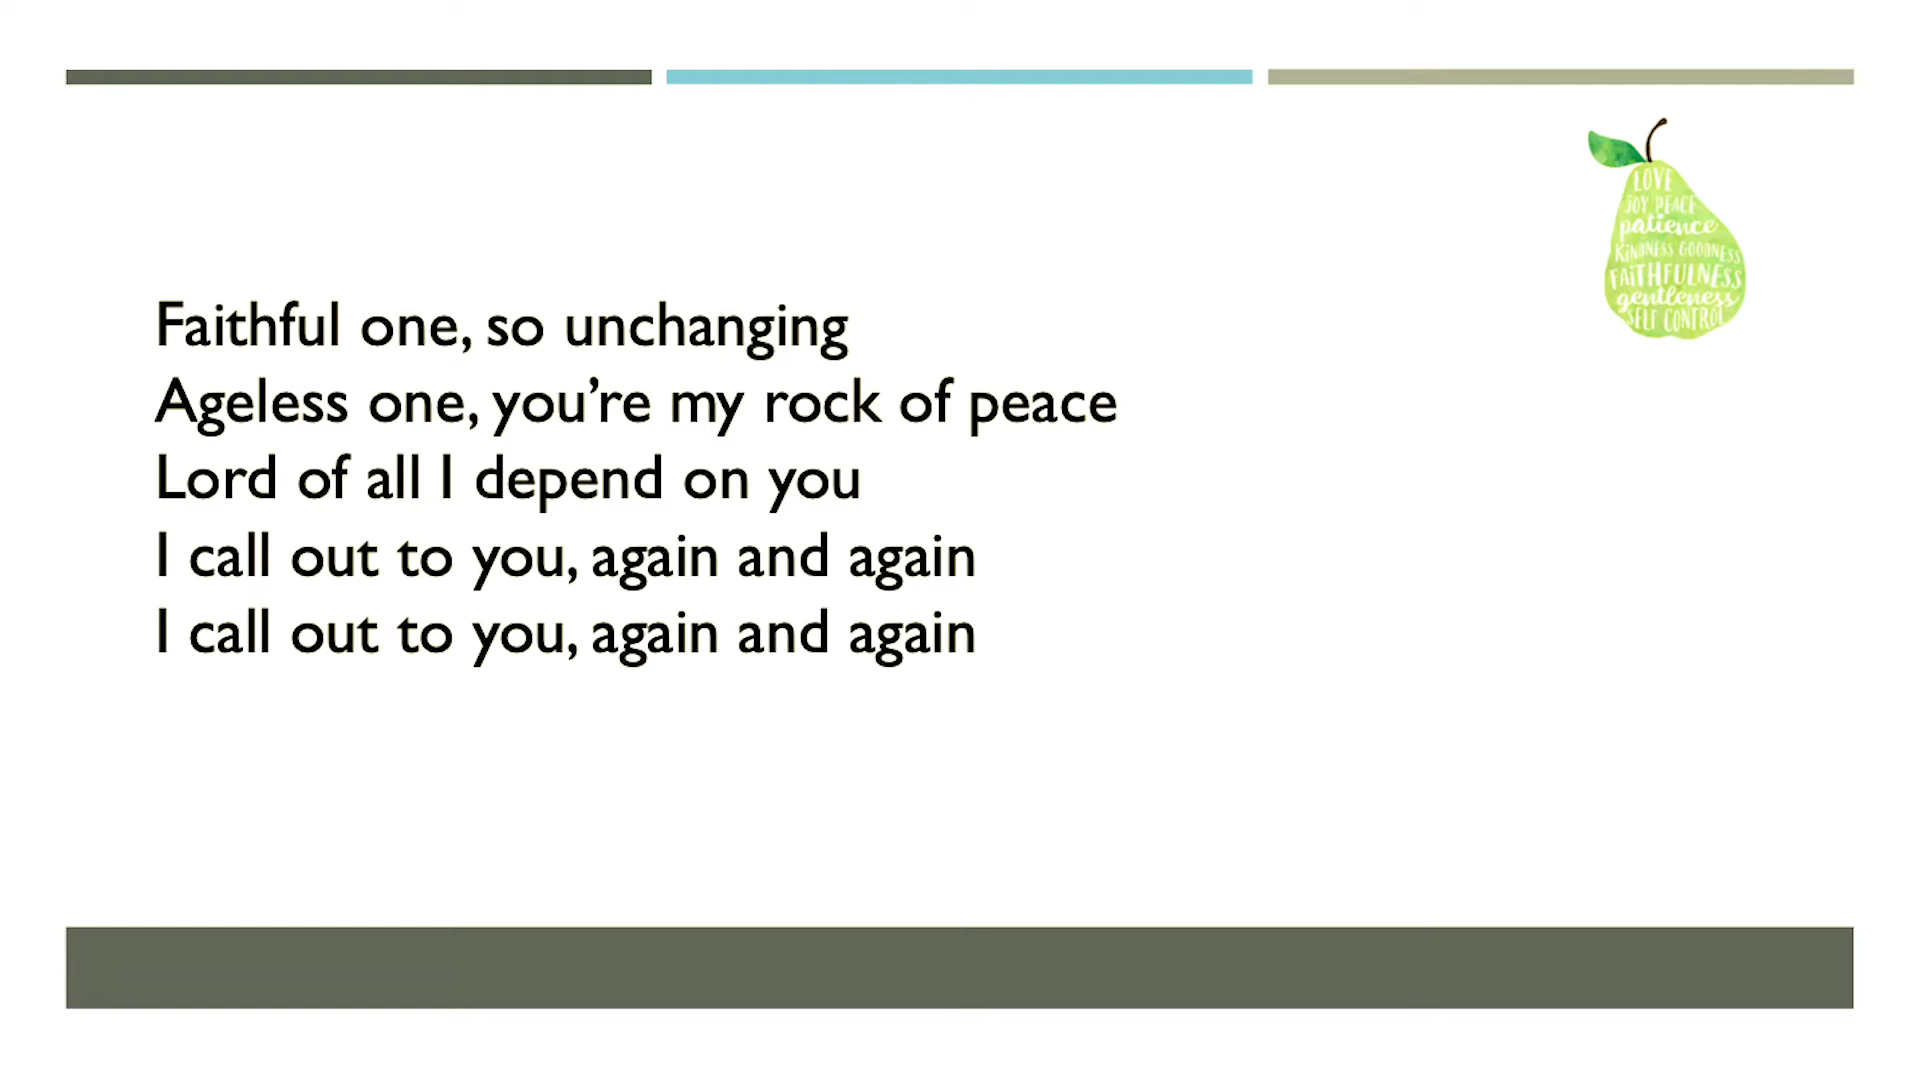 LOVE
JOY PEACE
patience
KINDNESS GOODNESS
FAITHFULNESS
gentleness
SELF CONTROL
Faithful one, so unchanging
Ageless one, you’re my rock of peace
Lord of all I depend on you
I call out to you, again and again
I call out to you, again and again